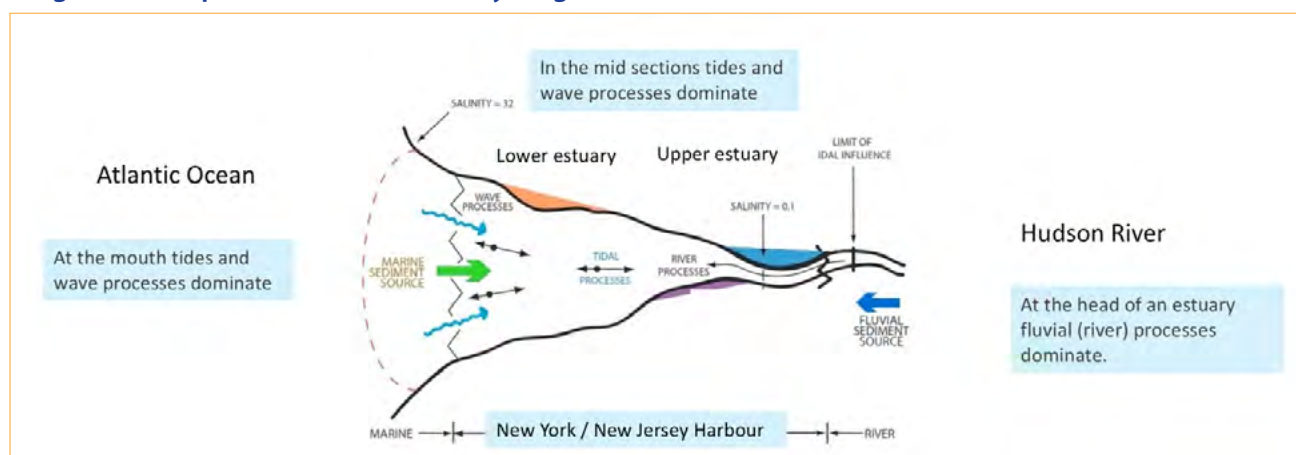 In the mid sections tides and
wave processes dominate
SALINITY = 32
LIMIT OF
IDAL INFLUENCE
Lower estuary
Upper estuary
Atlantic Ocean
WAVE
PROCESSES
SALINITY = 0.1
Hudson River
At the mouth tides and
wave processes dominate
MARINE
SEDIMENT
SOURCE
TIDAL
PROCESSES
RIVER
PROCESSES
At the head of an estuary
fluvial (river) processes
dominate.
FLUVIAL
SEDIMENT
SOURCE
MARINE
New York / New Jersey Harbour
RIVER